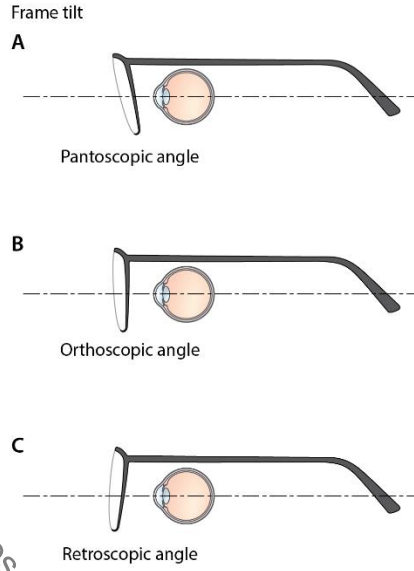 Frame tilt
A
Pantoscopic angle
B
Orthoscopic angle
C
Retroscopic angle